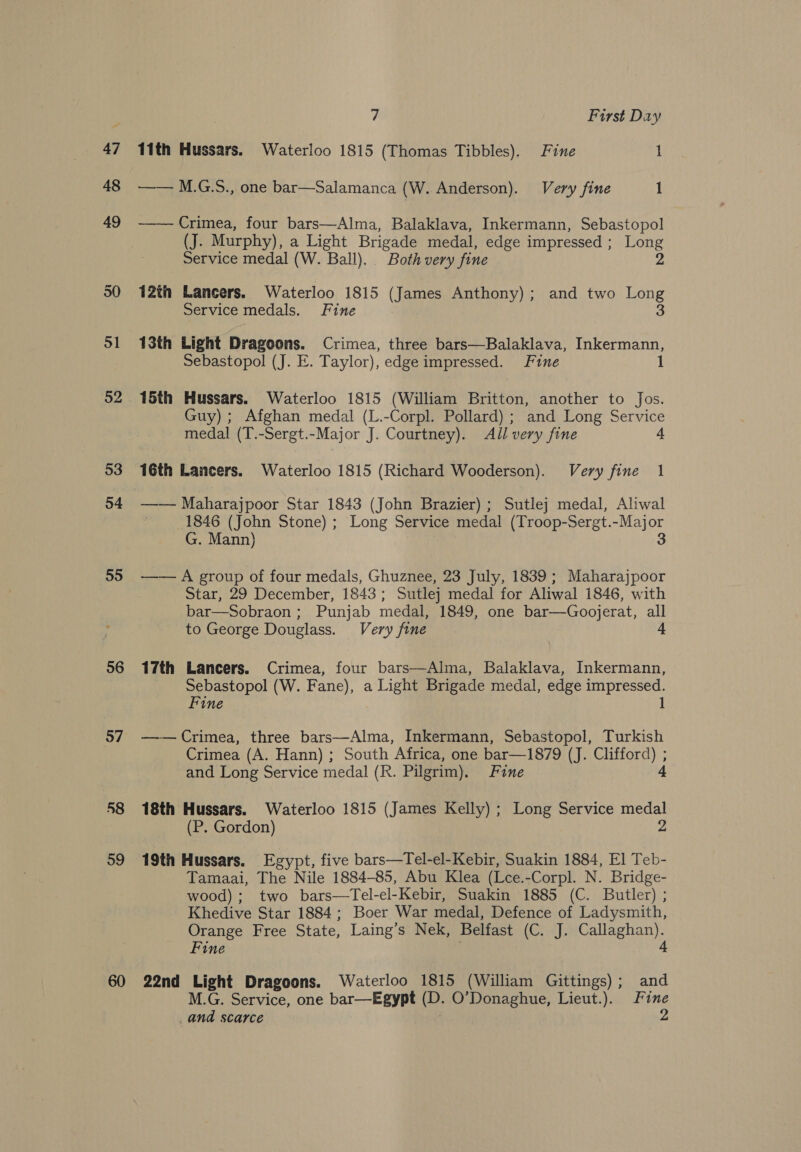 7 First Day
47 11th Hussars. Waterloo 1815 (Thomas Tibbles). Fine 1
48 —— M.G.S., one bar—Salamanca (W. Anderson). Very fine 1
49 —— Crimea, four bars—Alma, Balaklava, Inkermann, Sebastopol
(J. Murphy), a Light Brigade medal, edge impressed ; Long
Service medal (W. Ball). Both very fine 2
50 12th Lancers. Waterloo 1815 (James Anthony) ; and two Long
Service medals. Fine 3
51 13th Light Dragoons. Crimea, three bars—Balaklava, Inkermann,
Sebastopol (J. E. Taylor), edge impressed. Fine 1
52 15th Hussars. Waterloo 1815 (William Britton, another to Jos.
Guy) ; Afghan medal (L.-Corpl. Pollard) ; and Long Service
medal (T.-Sergt.-Major J. Courtney). All very fine 4
53 16th Lancers. Waterloo 1815 (Richard Wooderson). Very fine 1
54 —— Maharajpoor Star 1843 (John Brazier) ; Sutlej medal, Aliwal
1846 (John Stone) ; Long Service medal (Troop-Sergt.-Major
G. Mann) 3
55 —— A group of four medals, Ghuznee, 23 July, 1839 ; Maharajpoor
Star, 29 December, 1843 ; Sutlej medal for Aliwal 1846, with
bar—Sobraon ; Punjab medal, 1849, one bar—Goojerat, all
to George Douglass. Very fine 4
56 17th Lancers. Crimea, four bars—Alma, Balaklava, Inkermann,
Sebastopol (W. Fane), a Light Brigade medal, edge impressed.
Fine 1
57 —— Crimea, three bars—Alma, Inkermann, Sebastopol, Turkish
Crimea (A. Hann) ; South Africa, one bar—1879 (J. Clifford) ;
and Long Service medal (R. Pilgrim). Fine 4
58 18th Hussars. Waterloo 1815 (James Kelly) ; Long Service medal
(P. Gordon) 2
59 19th Hussars. Egypt, five bars—Tel-el-Kebir, Suakin 1884, El Teb-
Tamaai, The Nile 1884-85, Abu Klea (Lce.-Corpl. N. Bridge-
wood) ; two bars—Tel-el-Kebir, Suakin 1885 (C. Butler) ;
Khedive Star 1884 ; Boer War medal, Defence of Ladysmith,
Orange Free State, Laing's Nek, Belfast (C. J. Callaghan).
Fine 4
60 22nd Light Dragoons. Waterloo 1815 (William Gittings) ; and
M.G. Service, one bar—Egypt (D. O'Donaghue, Lieut.). Fine
and scarce 2